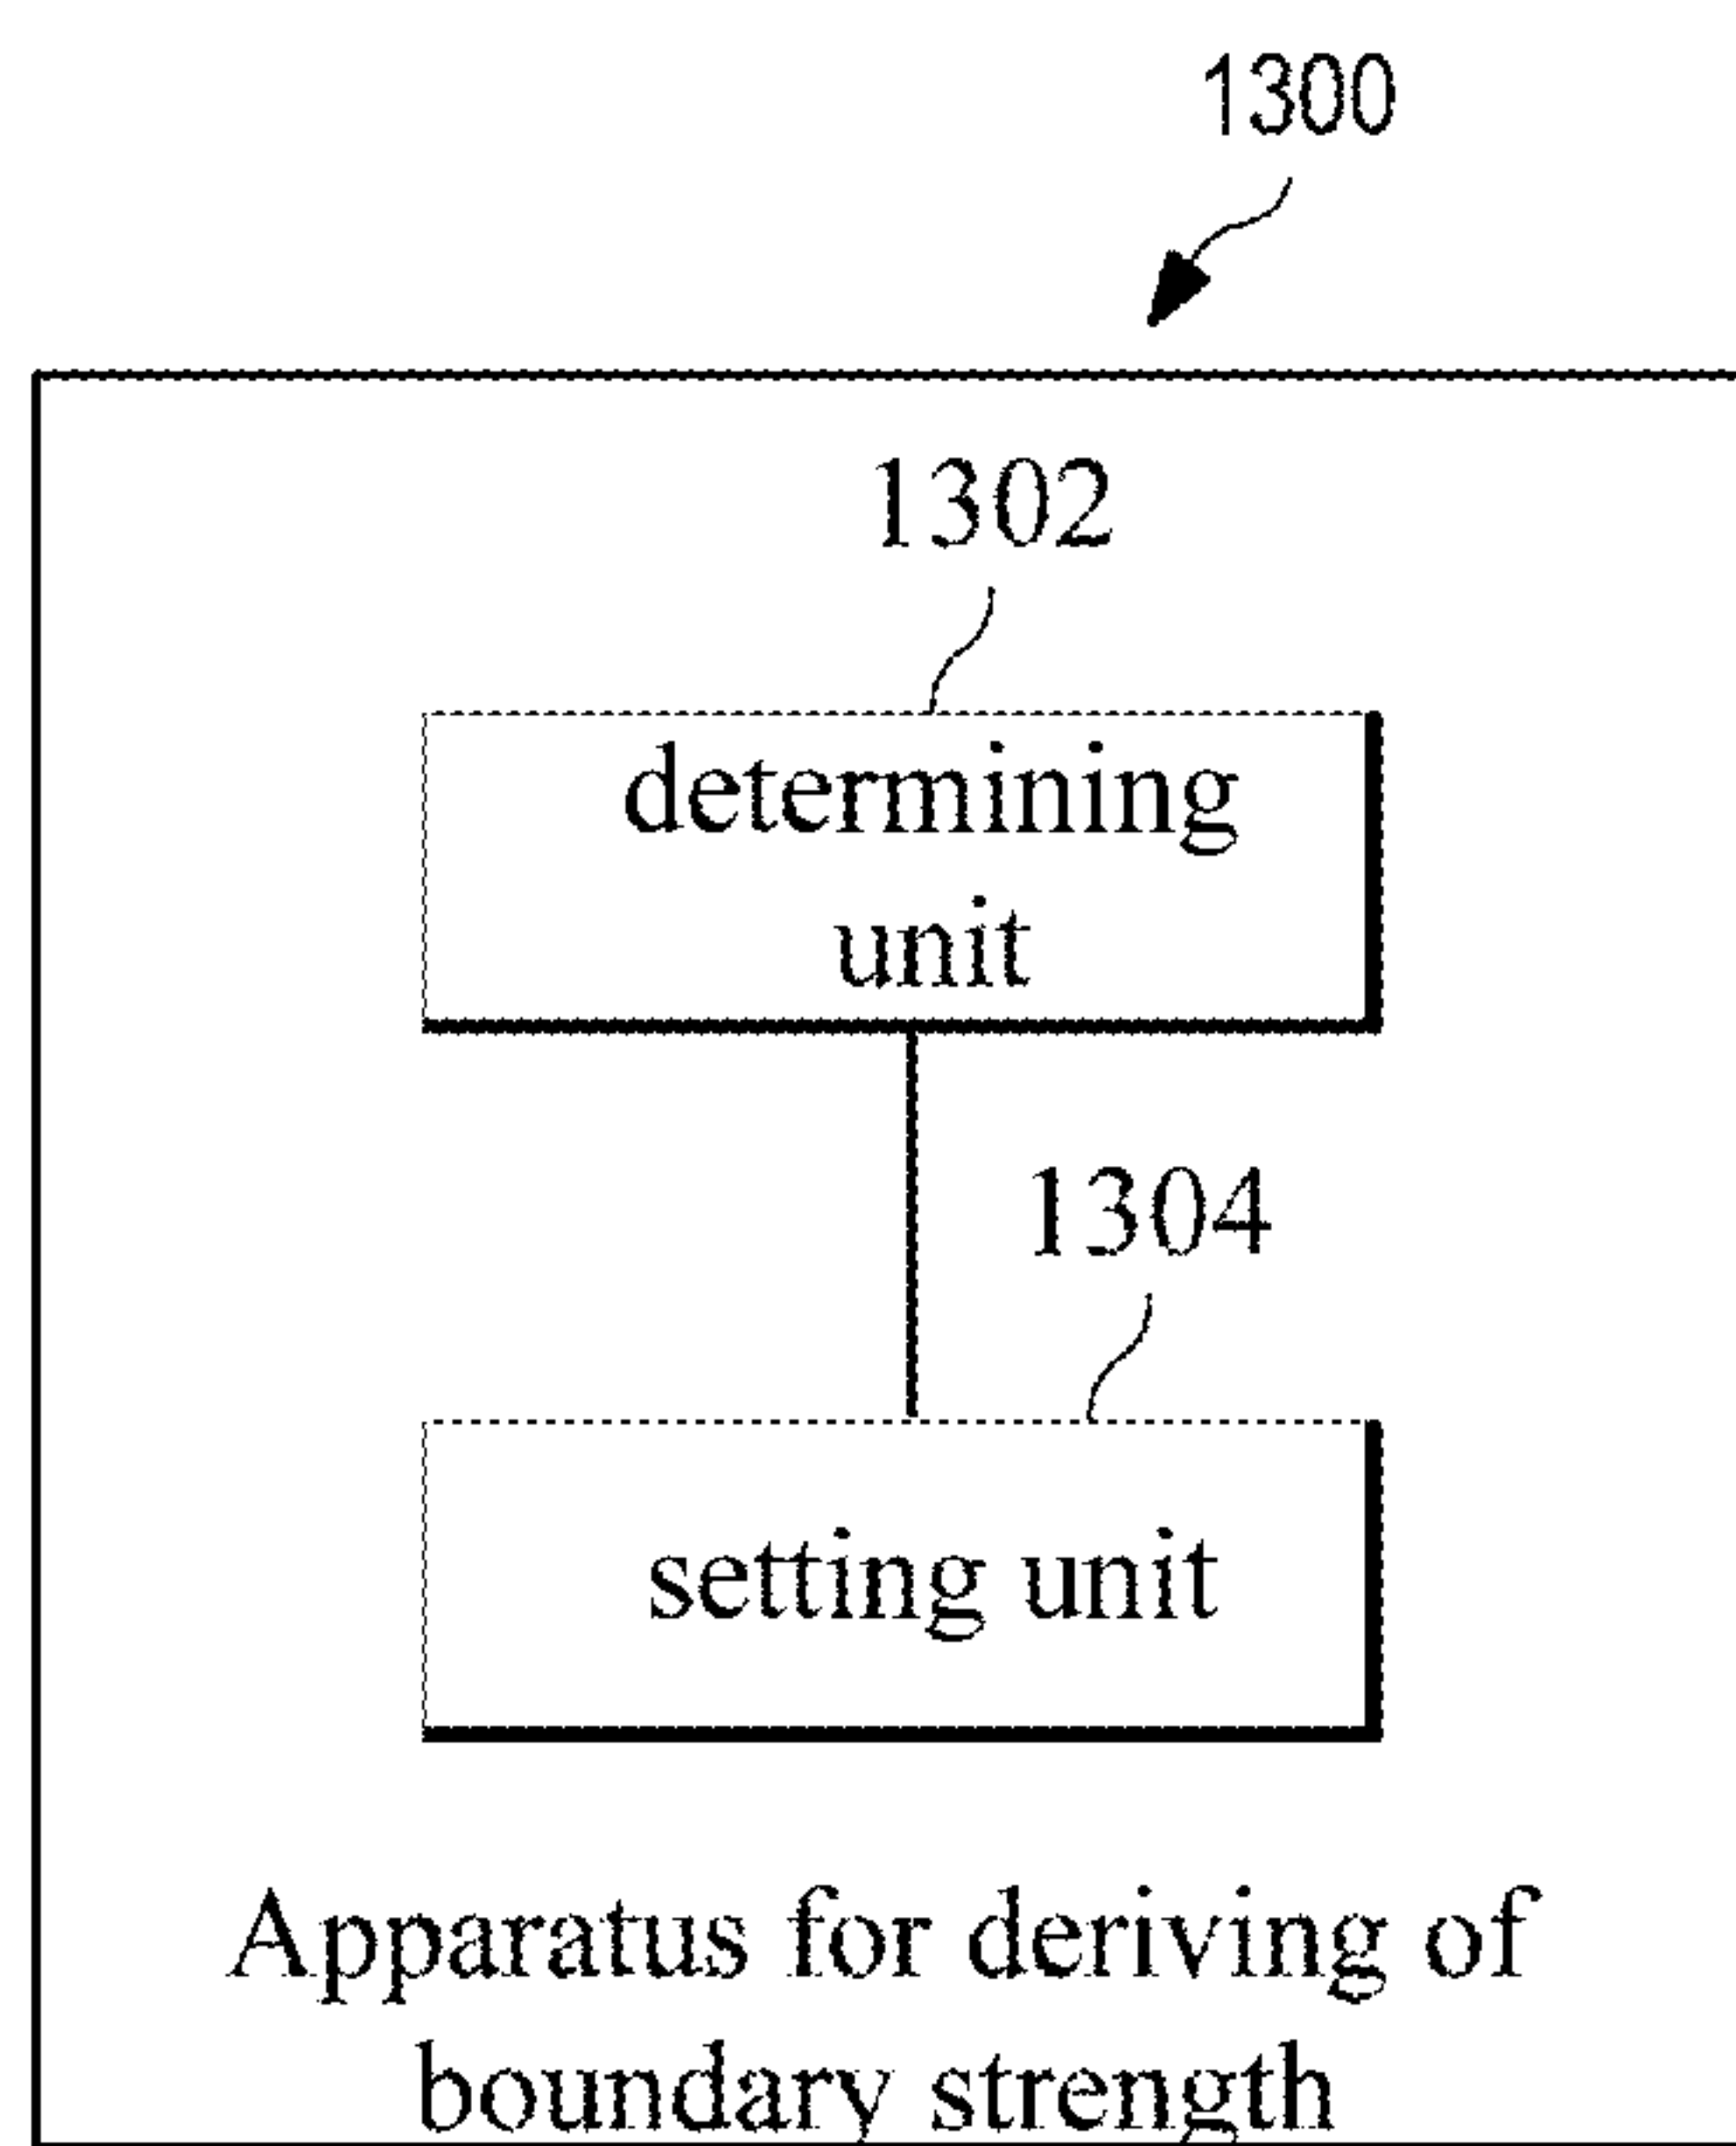 1300
1302
determining
unit
1304
setting unit
Apparatus for deriving of
boundary strength